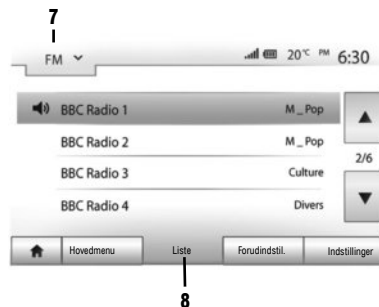 7
FM 20°C PM 6:30
BBC Radio 1 M_Pop
BBC Radio 2 M_Pop
2/6
BBC Radio 3 Culture
BBC Radio 4 Divers
Hovedmenu Liste Forudindstil. Indstillinger
8